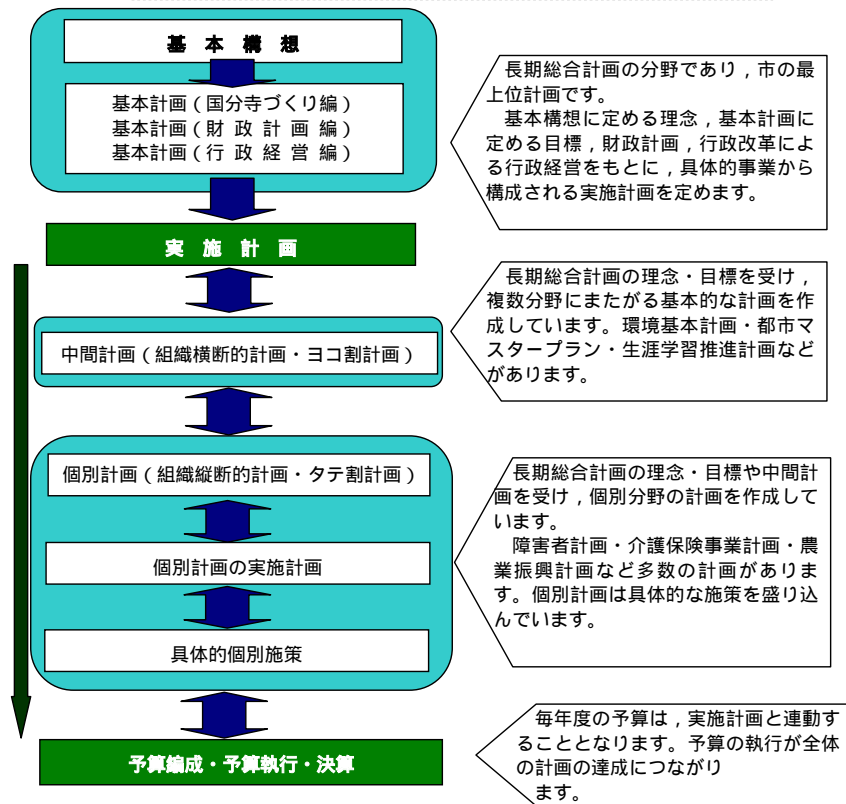 基 本 構 想
基本計画(国分寺づくり編)
基本計画(財 政 計 画 編)
基本計画(行 政 経 営 編)
長期総合計画の分野であり,市の最
上位計画です。
基本構想に定める理念,基本計画に
定める目標,財政計画,行政改革によ
る行政経営をもとに,具体的事業から
構成される実施計画を定めます。
実 施 計 画
長期総合計画の理念・目標を受け,
複数分野にまたがる基本的な計画を作
成しています。環境基本計画・都市マ
スタープラン・生涯学習推進計画など
があります。
中間計画(組織横断的計画・ヨコ割計画)
個別計画(組織縦断的計画・タテ割計画)
個別計画の実施計画
具体的個別施策
長期総合計画の理念・目標や中間計
画を受け,個別分野の計画を作成して
います。
障害者計画・介護保険事業計画・農
業振興計画など多数の計画がありま
す。個別計画は具体的な施策を盛り込
んでいます。
予算編成・予算執行・決算
毎年度の予算は,実施計画と連動す
ることとなります。予算の執行が全体
の計画の達成につながり
ます。